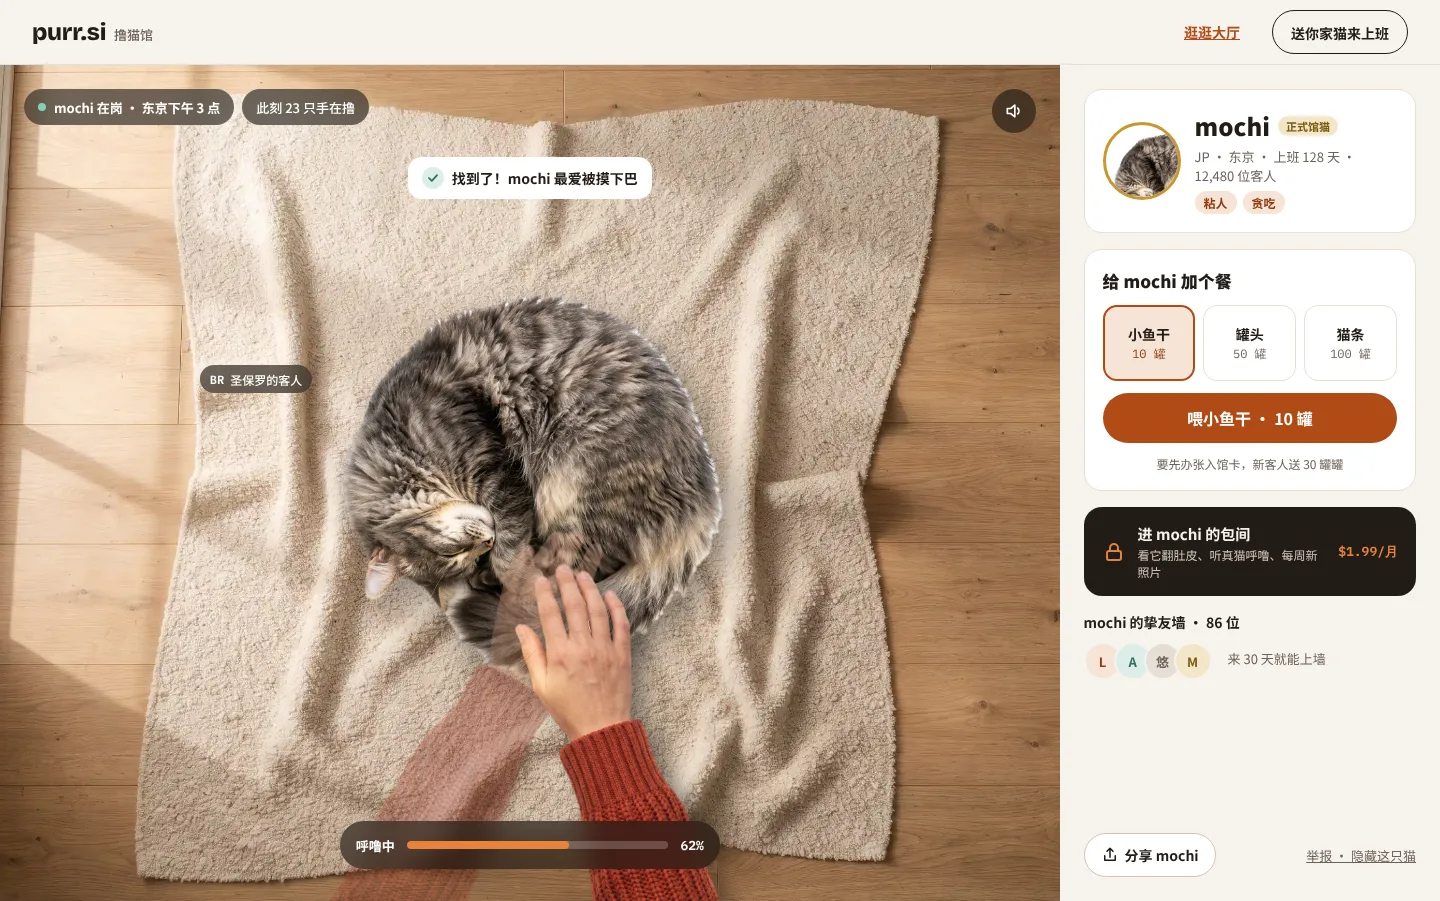 purr.si 撸猫馆
逛逛大厅
送你家猫来上班
mochi 在岗 · 东京下午 3 点
此刻 23 只手在撸
找到了！mochi 最爱被摸下巴
BR 圣保罗的客人
呼噜中
62%
mochi 正式馆猫
JP · 东京 · 上班 128 天 ·
12,480 位客人
粘人 贪吃
给 mochi 加个餐
小鱼干 罐头 猫条
10 罐 50 罐 100 罐
喂小鱼干 · 10 罐
要先办张入馆卡，新客人送 30 罐罐
进 mochi 的包间
看它翻肚皮、听真猫呼噜、每周新
照片
$1.99/月
mochi 的挚友墙 · 86 位
L A 悠 M 来 30 天就能上墙
分享 mochi
举报 · 隐藏这只猫